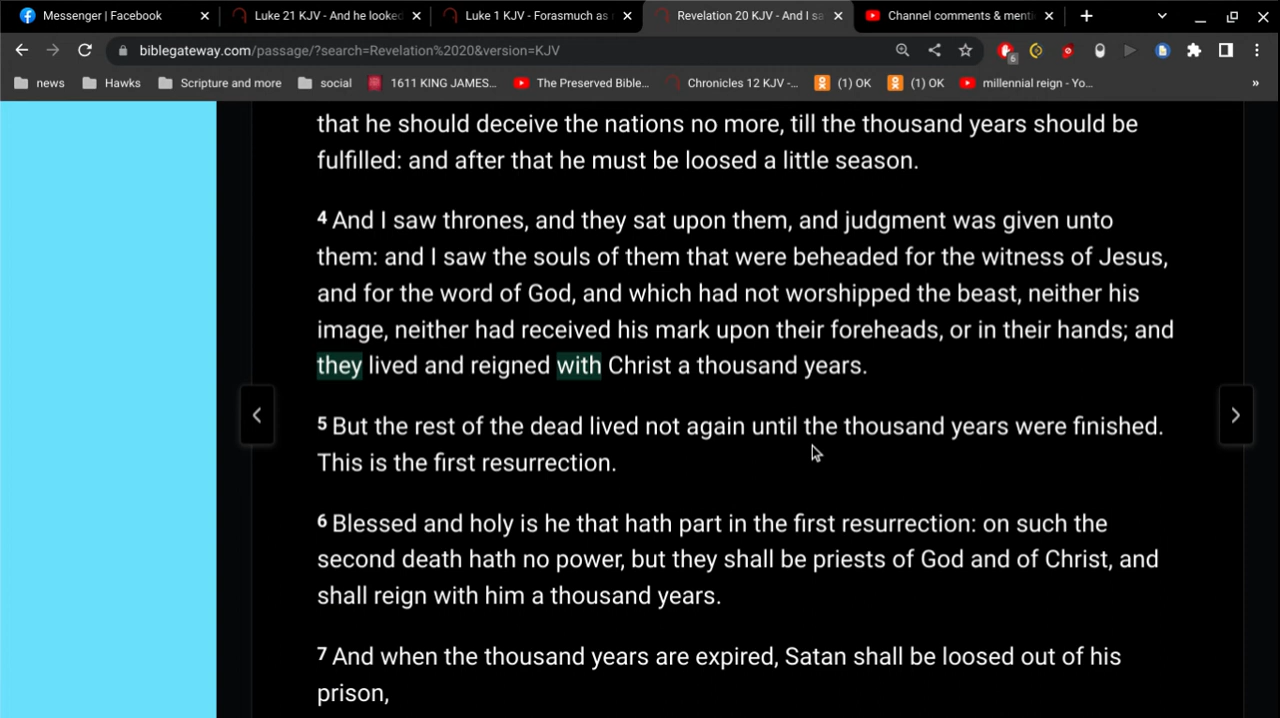 Messenger | Facebook
Luke 21 KJV - And he looked
Luke 1 KJV - Forasmuch as
Revelation 20 KJV - And I sa
Channel comments & menti
biblegateway.com/passage/?search=Revelation%2020&version=KJV
6
news
Hawks
Scripture and more
social
1611 KING JAMES...
The Preserved Bible...
Chronicles 12 KJV -...
(1) OK
(1) OK
millennial reign - Yo...
»
that he should deceive the nations no more, till the thousand years should be
fulfilled: and after that he must be loosed a little season.
4 And I saw thrones, and they sat upon them, and judgment was given unto
them: and I saw the souls of them that were beheaded for the witness of Jesus,
and for the word of God, and which had not worshipped the beast, neither his
image, neither had received his mark upon their foreheads, or in their hands; and
they lived and reigned with Christ a thousand years.
5 But the rest of the dead lived not again until the thousand years were finished.
This is the first resurrection.
6 Blessed and holy is he that hath part in the first resurrection: on such the
second death hath no power, but they shall be priests of God and of Christ, and
shall reign with him a thousand years.
7 And when the thousand years are expired, Satan shall be loosed out of his
prison,